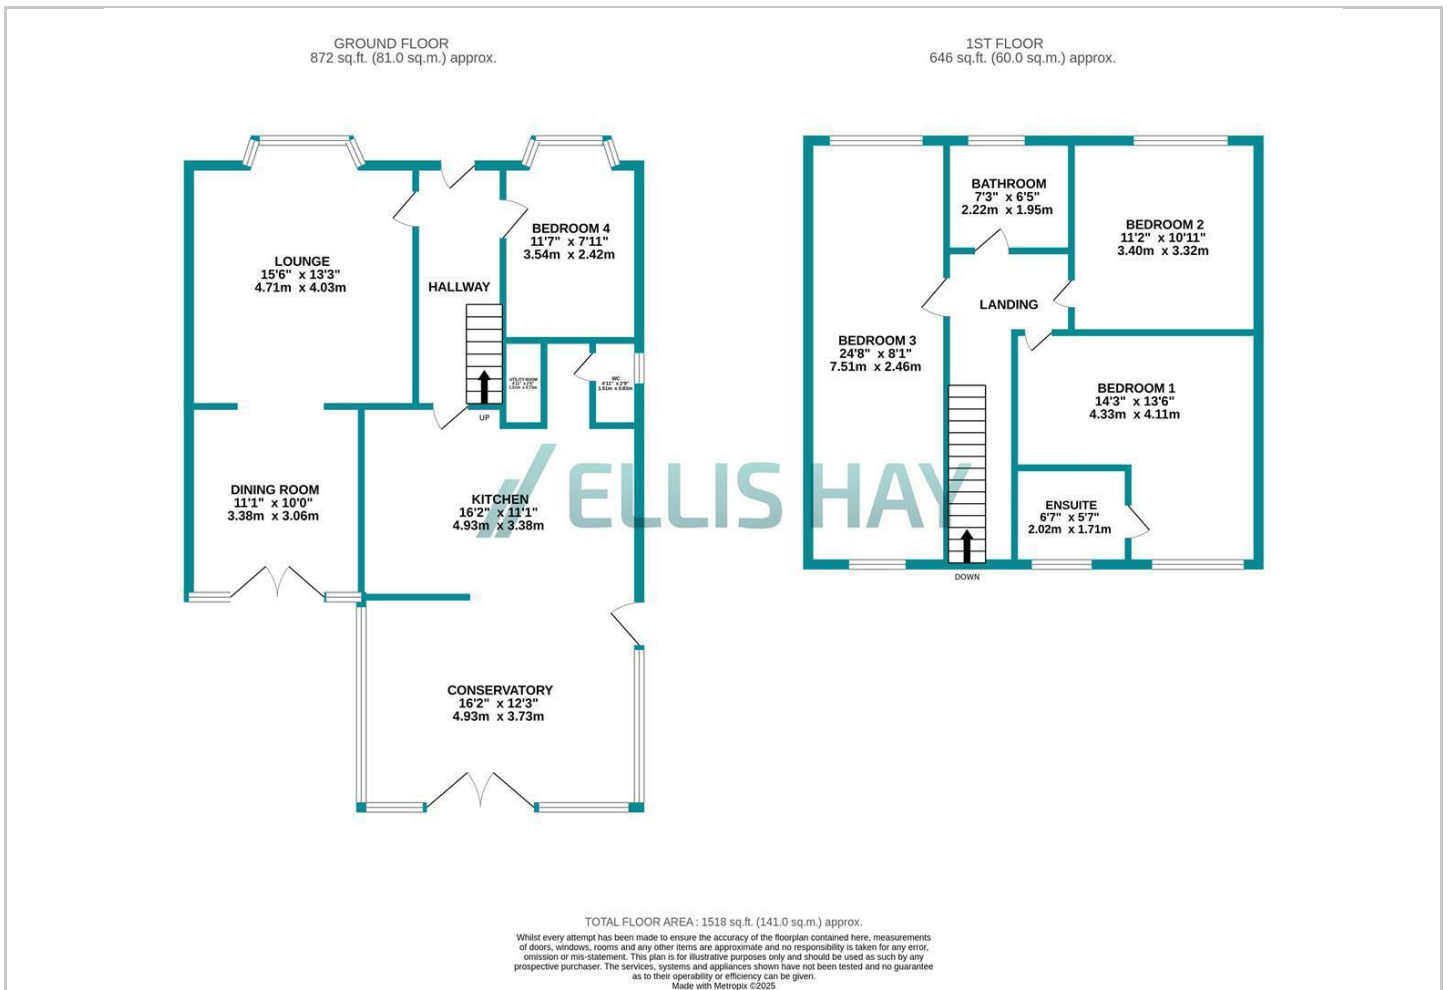 GROUND FLOOR
872 sq.ft. (81.0 sq.m.) approx.
1ST FLOOR
646 sq.ft. (60.0 sq.m.) approx.
LOUNGE
15'6" x 13'3"
4.71m x 4.03m
HALLWAY
BEDROOM 4
11'7" x 7'11"
3.54m x 2.42m
UTILITY ROOM
WC
4'11" x 2'9"
UP
DINING ROOM
11'1" x 10'0"
3.38m x 3.06m
KITCHEN
16'2" x 11'1"
4.93m x 3.38m
CONSERVATORY
16'2" x 12'3"
4.93m x 3.73m
BATHROOM
7'3" x 6'5"
2.22m x 1.95m
BEDROOM 2
11'2" x 10'11"
3.40m x 3.32m
LANDING
BEDROOM 3
24'8" x 8'1"
7.51m x 2.46m
BEDROOM 1
14'3" x 13'6"
4.33m x 4.11m
ENSUITE
6'7" x 5'7"
2.02m x 1.71m
DOWN
ELLIS HAY
TOTAL FLOOR AREA : 1518 sq.ft. (141.0 sq.m.) approx.
Whilst every attempt has been made to ensure the accuracy of the floorplan contained here, measurements
of doors, windows, rooms and any other items are approximate and no responsibility is taken for any error,
omission or mis-statement. This plan is for illustrative purposes only and should be used as such by any
prospective purchaser. The services, systems and appliances shown have not been tested and no guarantee
as to their operability or efficiency can be given.
Made with Metropix ©2025